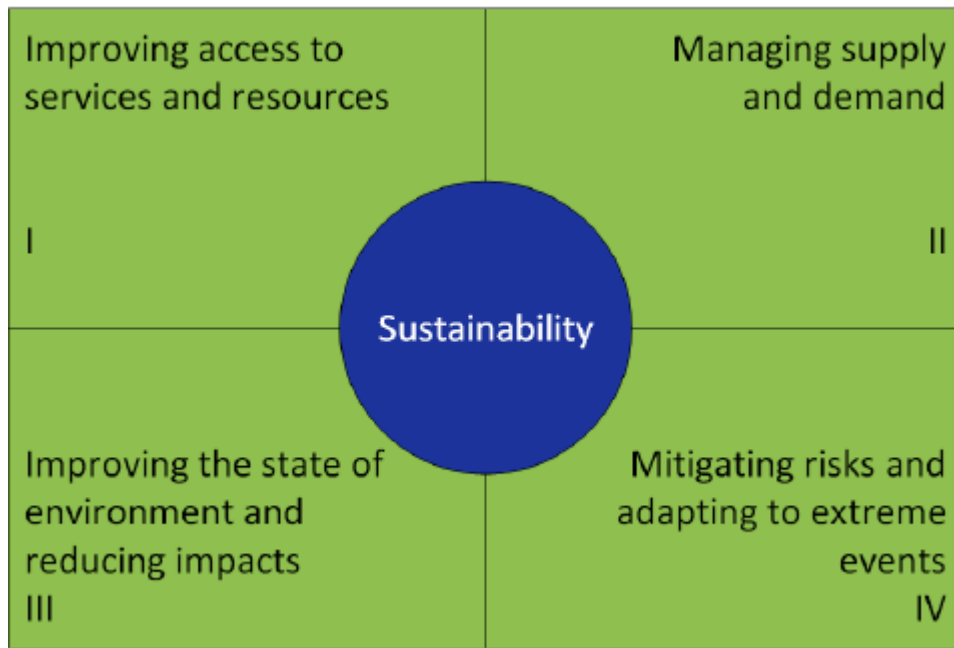 Improving access to
services and resources
I
Managing supply
and demand
II
Sustainability
Improving the state of
environment and
reducing impacts
III
Mitigating risks and
adapting to extreme
events
IV